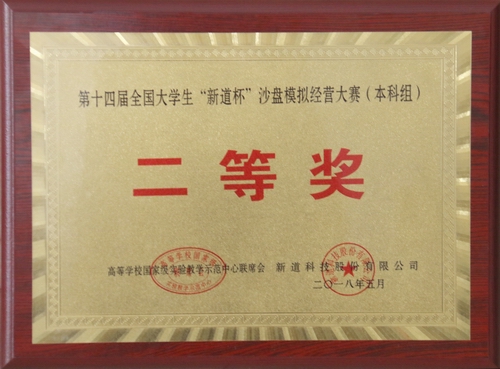 第十四届全国大学生“新道杯”沙盘模拟经营大赛（本科组）
二等奖
高等学校国家级实验教学示范中心联席会 新道科技股份有限公司
二〇一八年五月